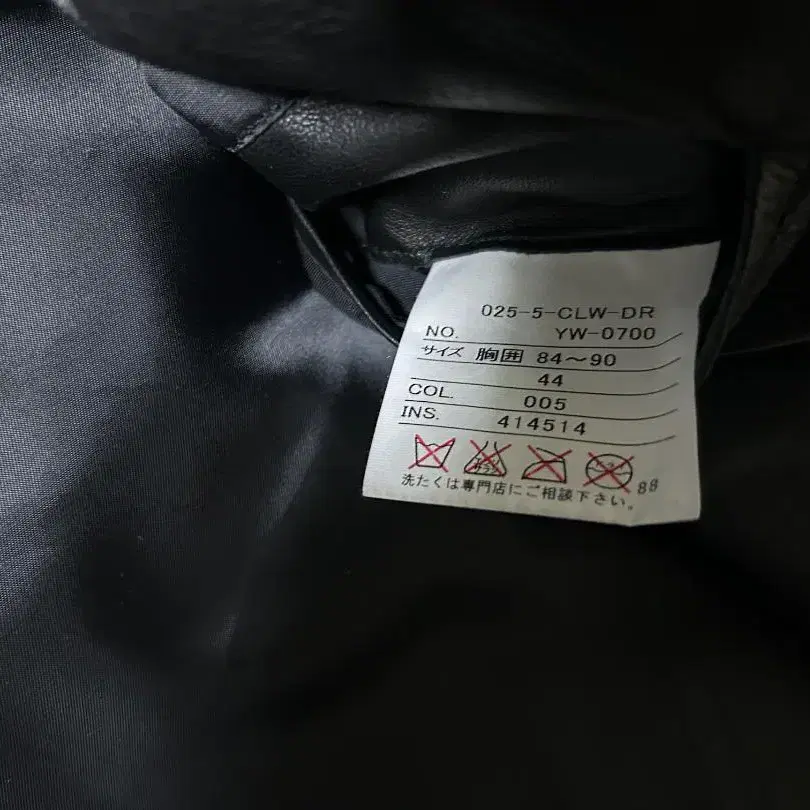 025-5-CLW-DR
NO. YW-0700
サイズ 胸囲 84～90
44
COL. 005
INS. 414514
88
洗たくは専門店にご相談下さい。